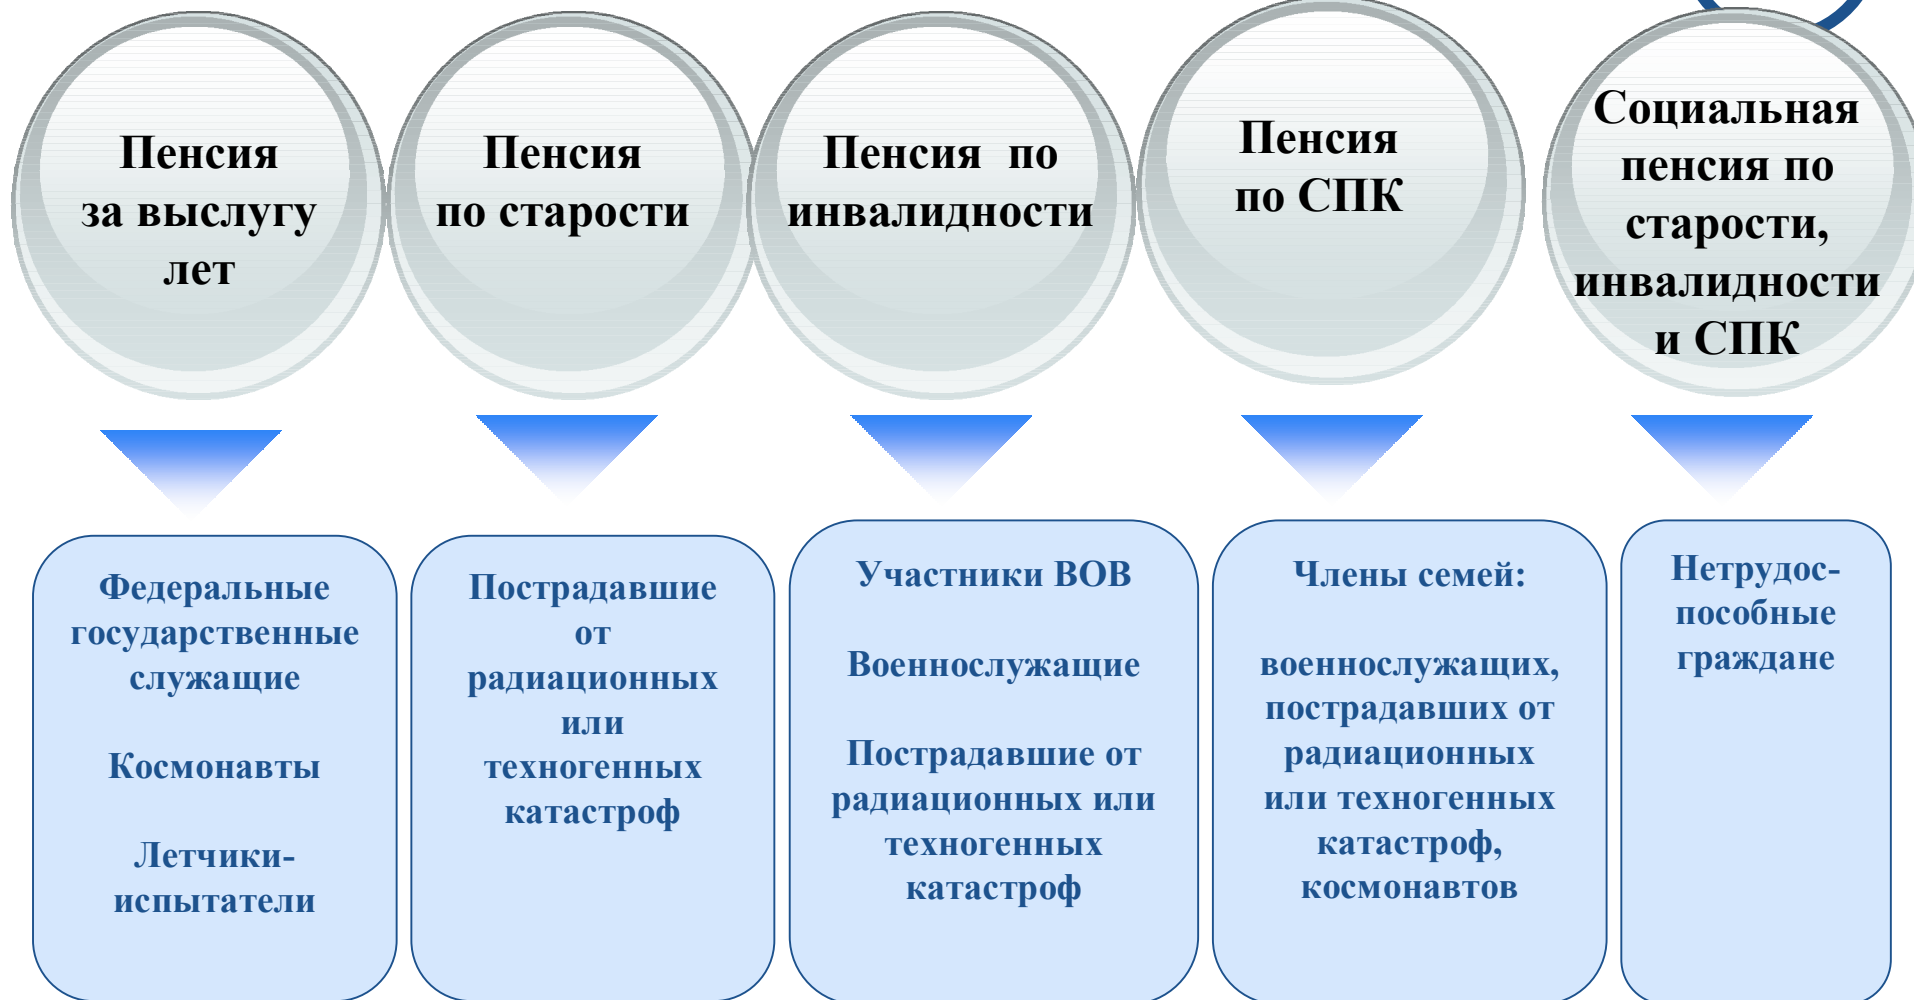 Пенсия
за выслугу
лет
Пенсия
по старости
Пенсия по
инвалидности
Пенсия
по СПК
Социальная
пенсия по
старости,
инвалидности
и СПК
Федеральные
государственные
служащие
Космонавты
Летчики-
испытатели
Пострадавшие
от
радиационных
или
техногенных
катастроф
Участники ВОВ
Военнослужащие
Пострадавшие от
радиационных или
техногенных
катастроф
Члены семей:
военнослужащих,
пострадавших от
радиационных
или техногенных
катастроф,
космонавтов
Нетрудос-
пособные
граждане